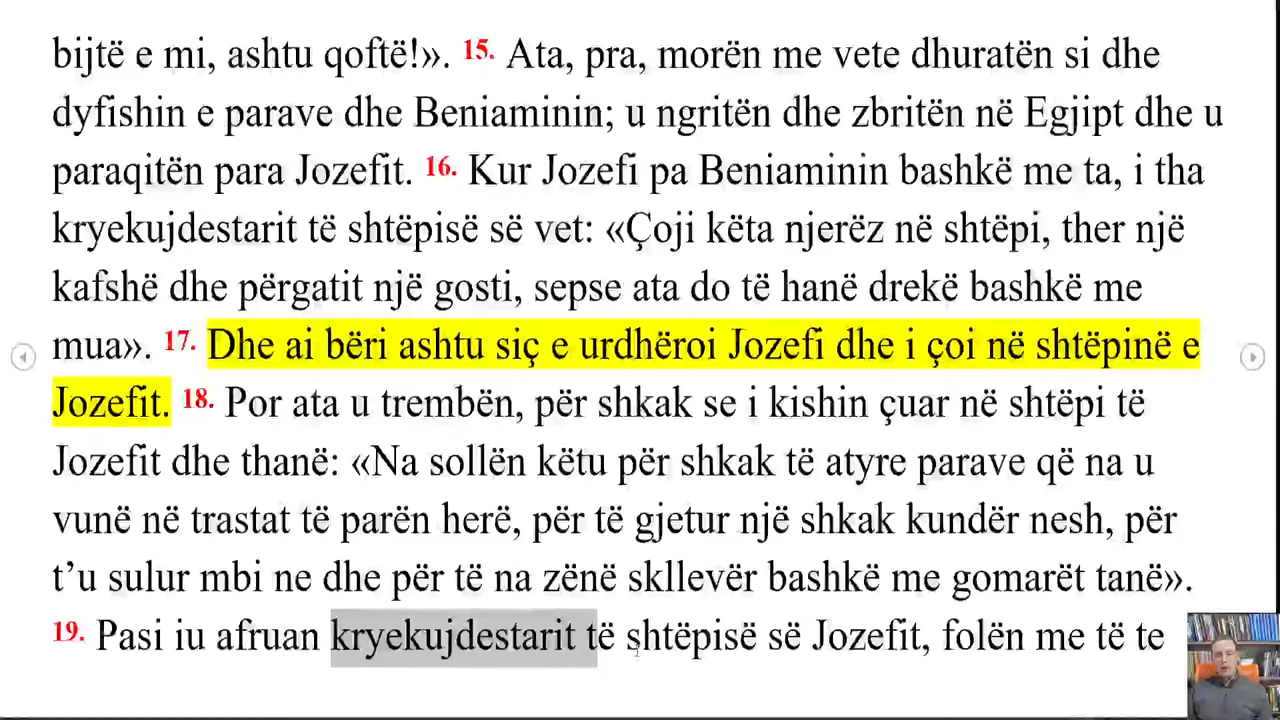 bijtë e mi, ashtu qoftë!». 15. Ata, pra, morën me vete dhuratën si dhe
dyfishin e parave dhe Beniaminin; u ngritën dhe zbritën në Egjipt dhe u
paraqitën para Jozefit. 16. Kur Jozefi pa Beniaminin bashkë me ta, i tha
kryekujdestarit të shtëpisë së vet: «Çoji këta njerëz në shtëpi, ther një
kafshë dhe përgatit një gosti, sepse ata do të hanë drekë bashkë me
mua». 17. Dhe ai bëri ashtu siç e urdhëroi Jozefi dhe i çoi në shtëpinë e
Jozefit. 18. Por ata u trembën, për shkak se i kishin çuar në shtëpi të
Jozefit dhe thanë: «Na sollën këtu për shkak të atyre parave që na u
vunë në trastat të parën herë, për të gjetur një shkak kundër nesh, për
t’u sulur mbi ne dhe për të na zënë skllevër bashkë me gomarët tanë».
19. Pasi iu afruan kryekujdestarit të shtëpisë së Jozefit, folën me të te